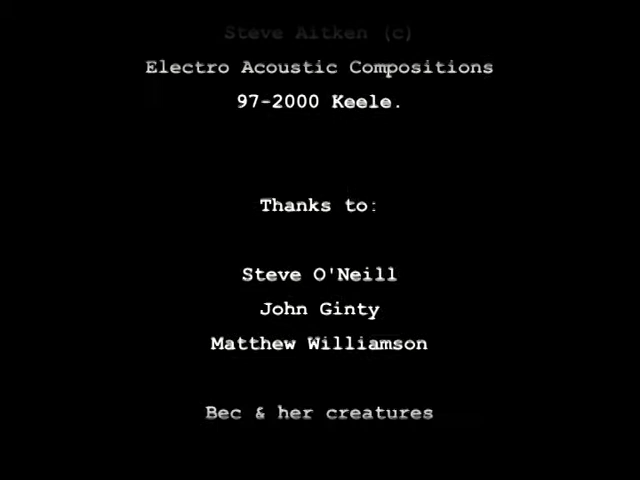 Steve Aitken (c)
Electro Acoustic Compositions
97-2000 Keele.
Thanks to:
Steve O'Neill
John Ginty
Matthew Williamson
Bec & her creatures